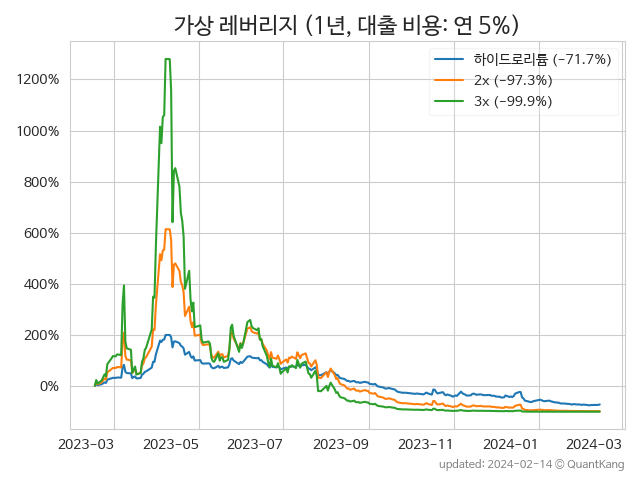 가상 레버리지 (1년, 대출 비용: 연 5%)
하이드로리튬 (-71.7%)
2x (-97.3%)
3x (-99.9%)
1200%
1000%
800%
600%
400%
200%
0%
2023-03 2023-05 2023-07 2023-09 2023-11 2024-01 2024-03
updated: 2024-02-14 © QuantKang